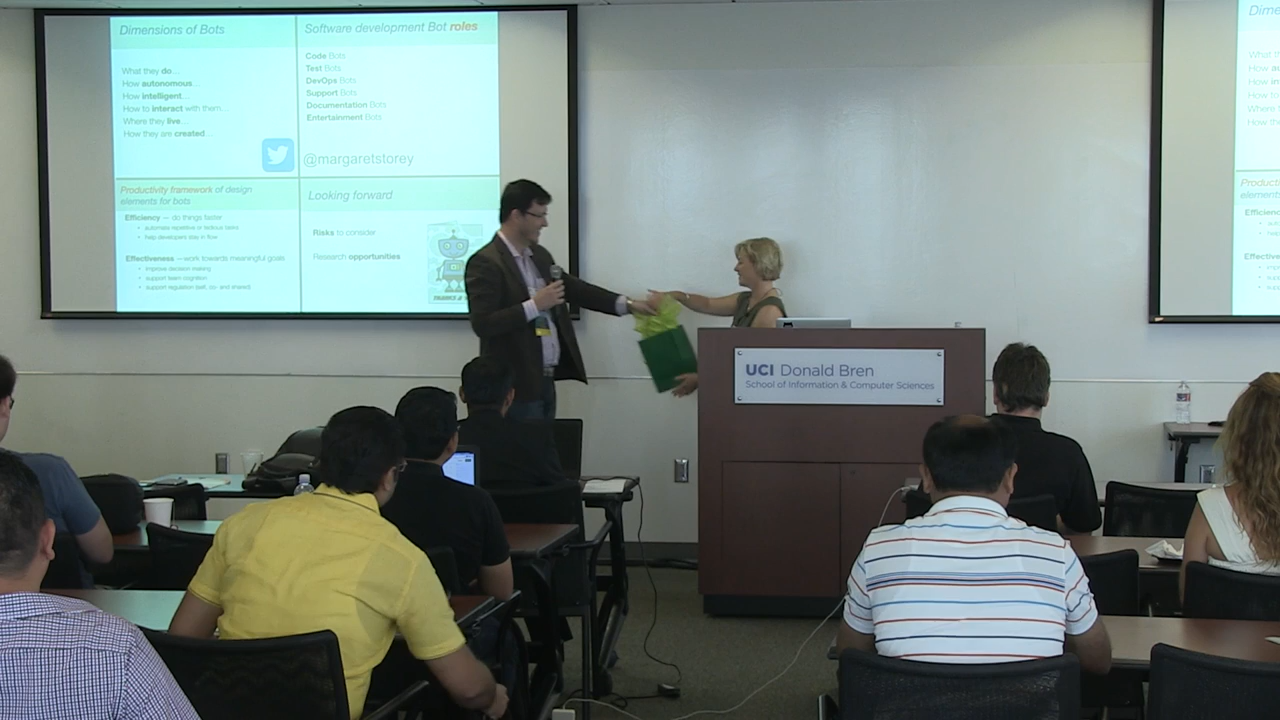 Dimensions of Bots
What they do...
How autonomous...
How intelligent...
How to interact with them...
Where they live...
How they are created...
Software development Bot roles
Code Bots
Test Bots
DevOps Bots
Support Bots
Documentation Bots
Entertainment Bots
@margaretstorey
Productivity framework of design
elements for bots
Efficiency — do things faster
• automate repetitive or tedious tasks
• help developers stay in flow
Effectiveness — work towards meaningful goals
• improve decision making
• support team cognition
• support regulation (self, co- and shared)
Looking forward
Risks to consider
Research opportunities
UCI Donald Bren
School of Information & Computer Sciences